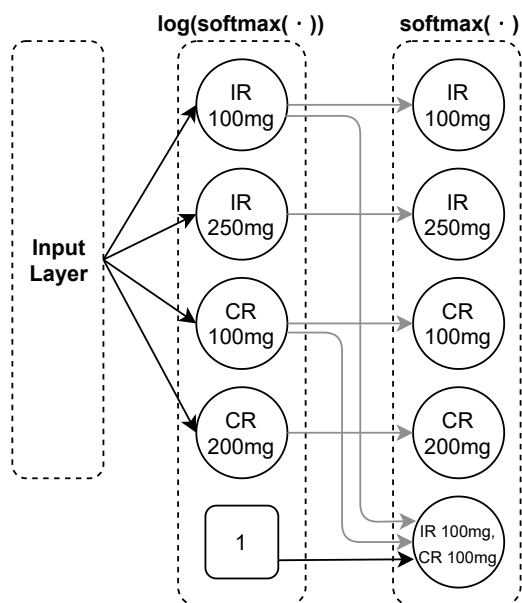 log(softmax( · ))
softmax( · )
Input
Layer
IR
100mg
IR
250mg
CR
100mg
CR
200mg
1
IR
100mg
IR
250mg
CR
100mg
CR
200mg
IR 100mg,
CR 100mg